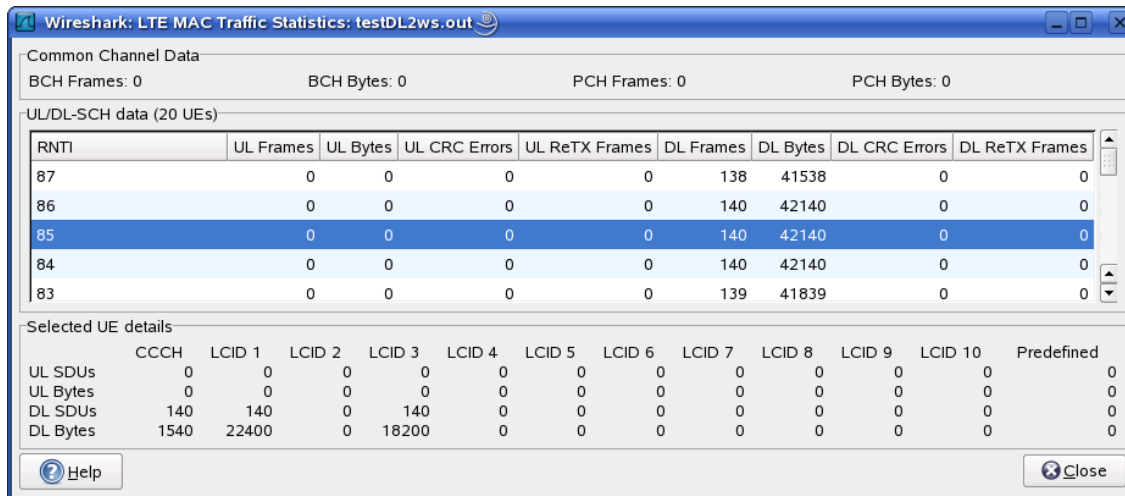 Wireshark: LTE MAC Traffic Statistics: testDL2ws.out
Common Channel Data
BCH Frames: 0 BCH Bytes: 0 PCH Frames: 0 PCH Bytes: 0
UL/DL-SCH data (20 UEs)
RNTI UL Frames UL Bytes UL CRC Errors UL ReTX Frames DL Frames DL Bytes DL CRC Errors DL ReTX Frames
87 0 0 0 0 138 41538 0 0
86 0 0 0 0 140 42140 0 0
85 0 0 0 0 140 42140 0 0
84 0 0 0 0 140 42140 0 0
83 0 0 0 0 139 41839 0 0
Selected UE details
CCCH LCID 1 LCID 2 LCID 3 LCID 4 LCID 5 LCID 6 LCID 7 LCID 8 LCID 9 LCID 10 Predefined
UL SDUs 0 0 0 0 0 0 0 0 0 0 0 0
UL Bytes 0 0 0 0 0 0 0 0 0 0 0 0
DL SDUs 140 140 0 140 0 0 0 0 0 0 0 0
DL Bytes 1540 22400 0 18200 0 0 0 0 0 0 0 0
Help Close